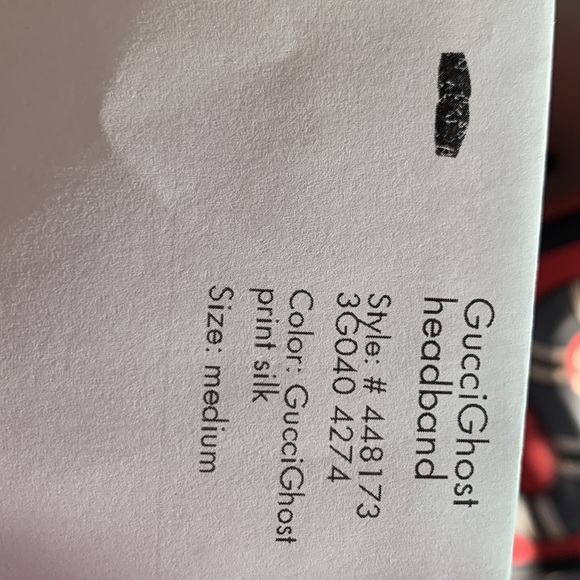 GucciGhost
headband
Style: # 448173
3G040 4274
Color: GucciGhost
print silk
Size: medium